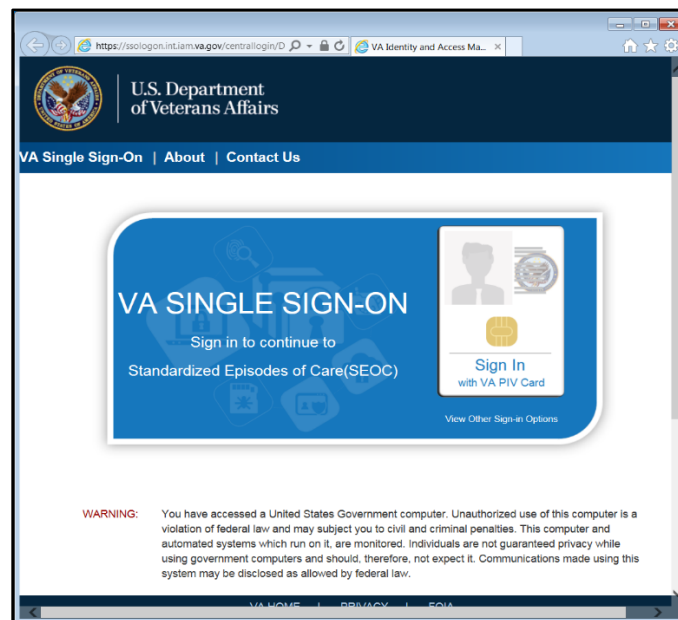 https://ssologon.int.iam.va.gov/centrallogin/D
VA Identity and Access Ma...
U.S. Department
of Veterans Affairs
VA Single Sign-On | About | Contact Us
VA SINGLE SIGN-ON
Sign in to continue to
Standardized Episodes of Care(SEOC)
Sign In
with VA PIV Card
View Other Sign-in Options
WARNING: You have accessed a United States Government computer. Unauthorized use of this computer is a
violation of federal law and may subject you to civil and criminal penalties. This computer and
automated systems which run on it, are monitored. Individuals are not guaranteed privacy while
using government computers and should, therefore, not expect it. Communications made using this
system may be disclosed as allowed by federal law.
VA HOME | PRIVACY | FOIA